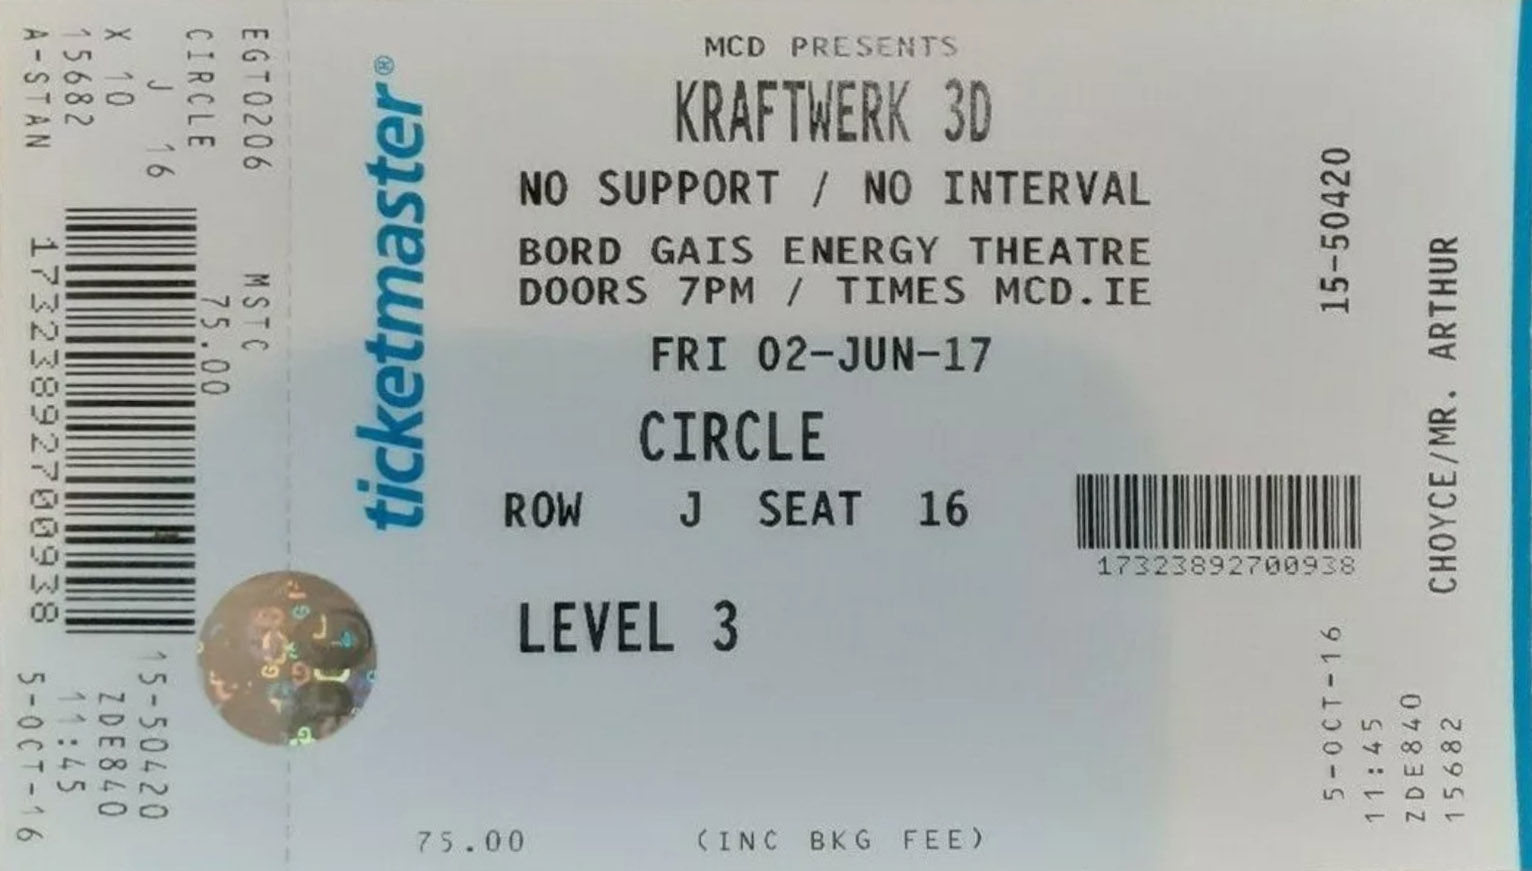 EGT0206 MSTC
CIRCLE 75.00
J 16
X 10
15682
A-STAN
17323892700938
15-50420
ZDE840
11:45
5-OCT-16
ticketmaster®
MCD PRESENTS
KRAFTWERK 3D
NO SUPPORT / NO INTERVAL
BORD GAIS ENERGY THEATRE
DOORS 7PM / TIMES MCD.IE
FRI 02-JUN-17
CIRCLE
ROW J SEAT 16
LEVEL 3
75.00 (INC BKG FEE)
17323892700938
15-50420
CHOYCE/MR. ARTHUR
5-OCT-16
11:45
ZDE840
15682